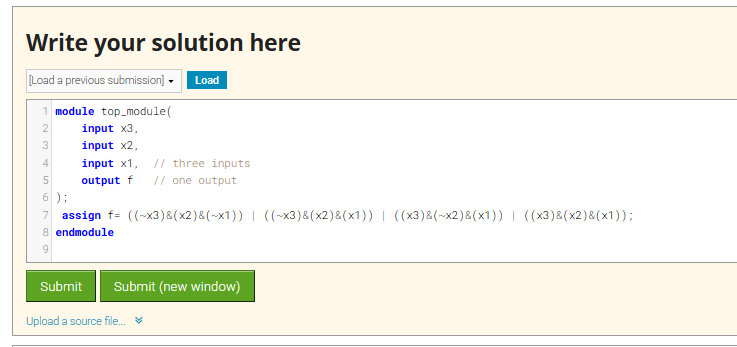 Write your solution here
[Load a previous submission] Load
1 module top_module(
2     input x3,
3     input x2,
4     input x1,  // three inputs
5     output f   // one output
6 );
7  assign f= ((~x3)&(x2)&(~x1)) | ((~x3)&(x2)&(x1)) | ((x3)&(~x2)&(x1)) | ((x3)&(x2)&(x1));
8 endmodule
9
Submit Submit (new window)
Upload a source file...